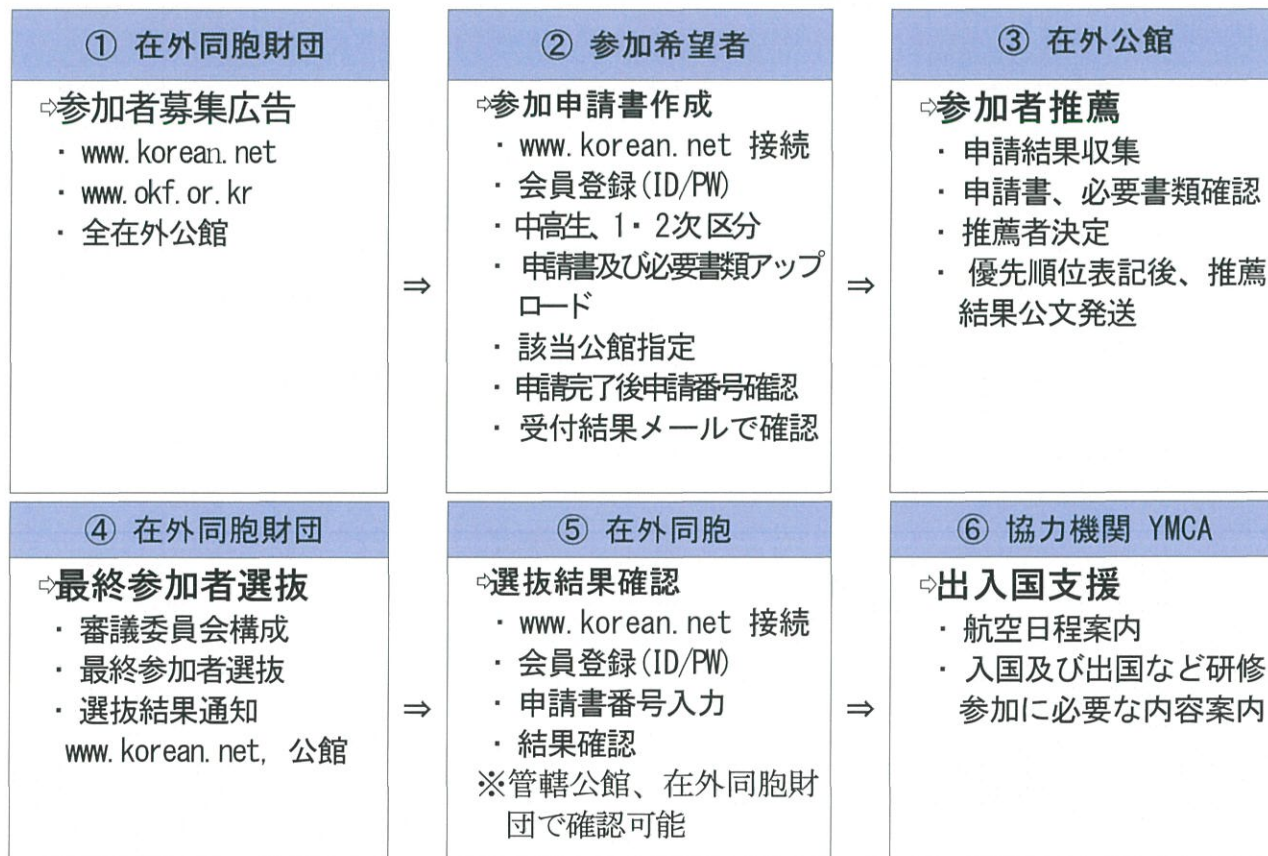 ① 在外同胞財団
⇨参加者募集広告
・ www.korean.net
・ www.okf.or.kr
・ 全在外公館
⇒
② 参加希望者
⇨参加申請書作成
・ www.korean.net 接続
・ 会員登録(ID/PW)
・ 中高生、1・2次 区分
・ 申請書及び必要書類アップ
ロード
・ 該当公館指定
・ 申請完了後申請番号確認
・ 受付結果メールで確認
⇒
③ 在外公館
⇨参加者推薦
・ 申請結果収集
・ 申請書、必要書類確認
・ 推薦者決定
・ 優先順位表記後、推薦
結果公文発送
④ 在外同胞財団
⇨最終参加者選抜
・ 審議委員会構成
・ 最終参加者選抜
・ 選抜結果通知
www.korean.net, 公館
⇒
⑤ 在外同胞
⇨選抜結果確認
・ www.korean.net 接続
・ 会員登録(ID/PW)
・ 申請書番号入力
・ 結果確認
※管轄公館、在外同胞財
団で確認可能
⇒
⑥ 協力機関 YMCA
⇨出入国支援
・ 航空日程案内
・ 入国及び出国など研修
参加に必要な内容案内